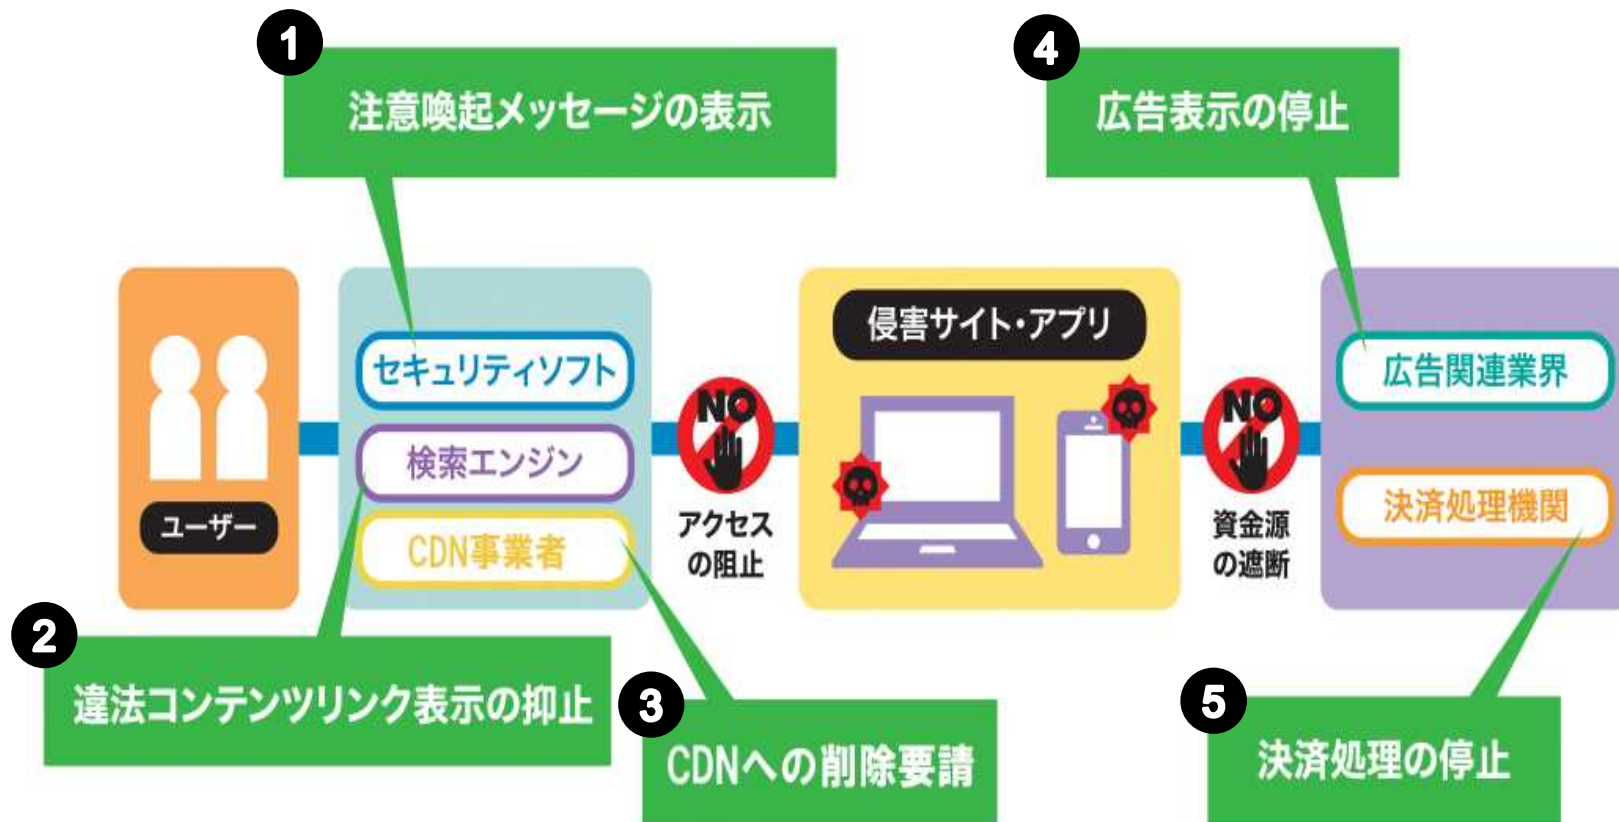 1
注意喚起メッセージの表示
4
広告表示の停止
ユーザー
セキュリティソフト
検索エンジン
CDN事業者
NO
アクセス
の阻止
侵害サイト・アプリ
NO
資金源
の遮断
広告関連業界
決済処理機関
2
違法コンテンツリンク表示の抑止
3
CDNへの削除要請
5
決済処理の停止